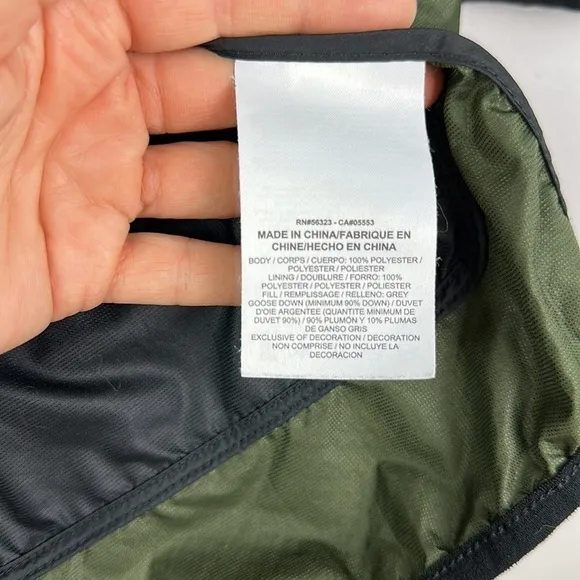 RN#56323 - CA#05553
MADE IN CHINA/FABRIQUE EN
CHINE/HECHO EN CHINA
BODY / CORPS / CUERPO: 100% POLYESTER /
POLYESTER / POLIESTER
LINING / DOUBLURE / FORRO: 100%
POLYESTER / POLYESTER / POLIESTER
FILL / REMPLISSAGE / RELLENO: GREY
GOOSE DOWN (MINIMUM 90% DOWN) / DUVET
D'OIE ARGENTEE (QUANTITE MINIMUM DE
DUVET 90%) / 90% PLUMÓN Y 10% PLUMAS
DE GANSO GRIS
EXCLUSIVE OF DECORATION / DECORATION
NON COMPRISE / NO INCLUYE LA
DECORACION